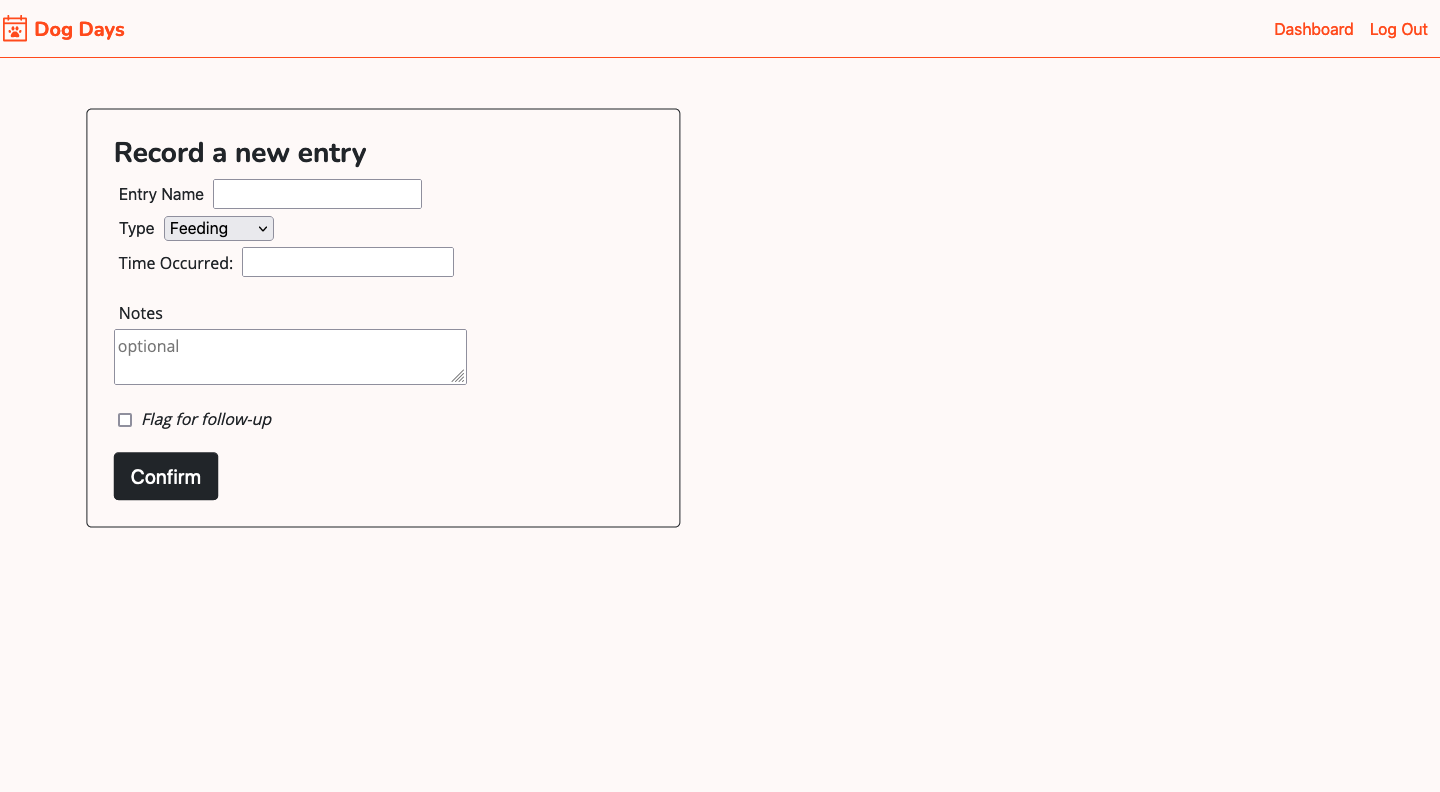 Dog Days
Dashboard Log Out
Record a new entry
Entry Name
Type Feeding
Time Occurred:
Notes
optional
Flag for follow-up
Confirm